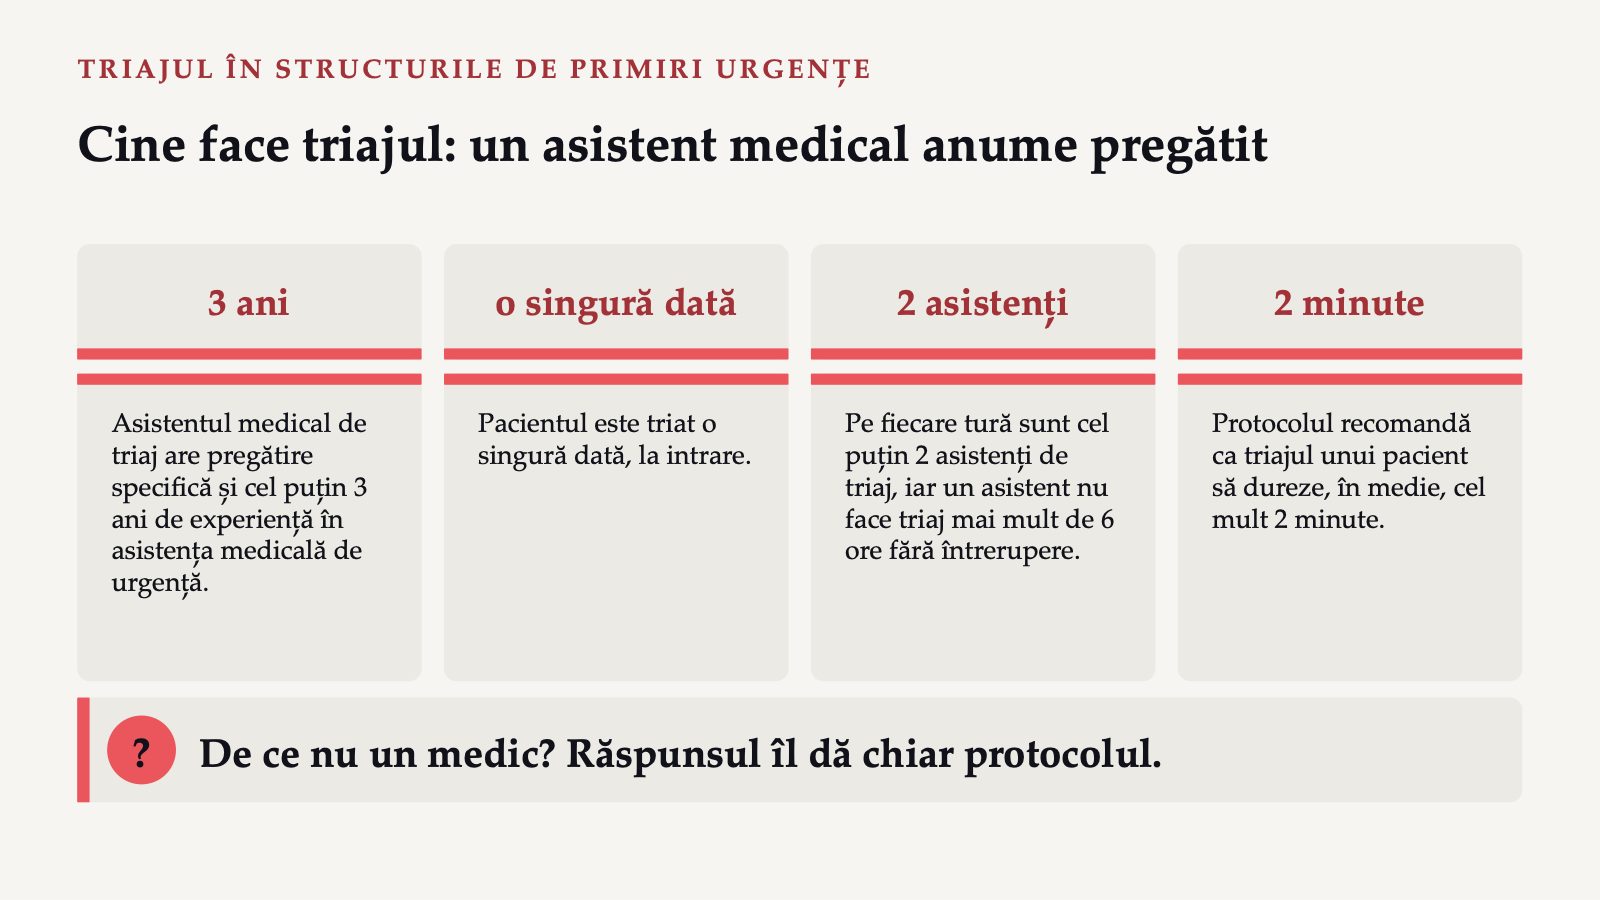 TRIAJUL ÎN STRUCTURILE DE PRIMIRI URGENȚE
Cine face triajul: un asistent medical anume pregătit
3 ani
Asistentul medical de
triaj are pregătire
specifică și cel puțin 3
ani de experiență în
asistența medicală de
urgență.
o singură dată
Pacientul este triat o
singură dată, la intrare.
2 asistenți
Pe fiecare tură sunt cel
puțin 2 asistenți de
triaj, iar un asistent nu
face triaj mai mult de 6
ore fără întrerupere.
2 minute
Protocolul recomandă
ca triajul unui pacient
să dureze, în medie, cel
mult 2 minute.
? De ce nu un medic? Răspunsul îl dă chiar protocolul.